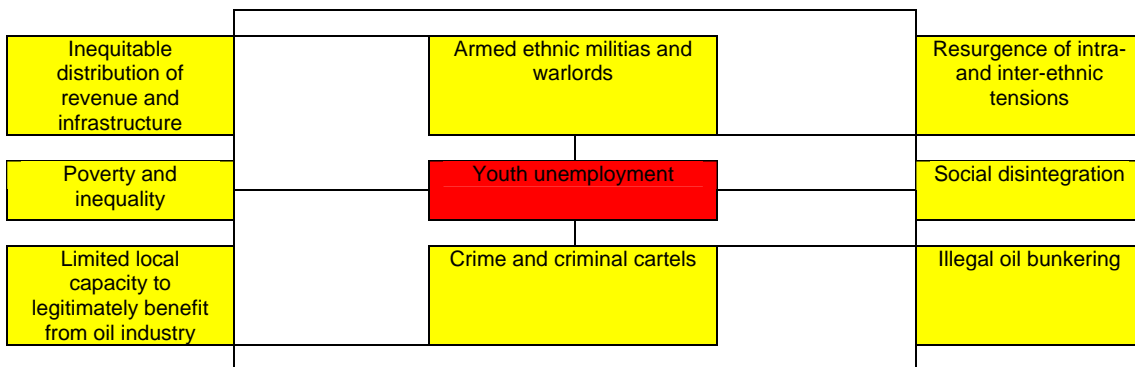 Inequitable
distribution of
revenue and
infrastructure
Armed ethnic militias and
warlords
Resurgence of intra-
and inter-ethnic
tensions
Poverty and
inequality
Youth unemployment
Social disintegration
Limited local
capacity to
legitimately benefit
from oil industry
Crime and criminal cartels
Illegal oil bunkering